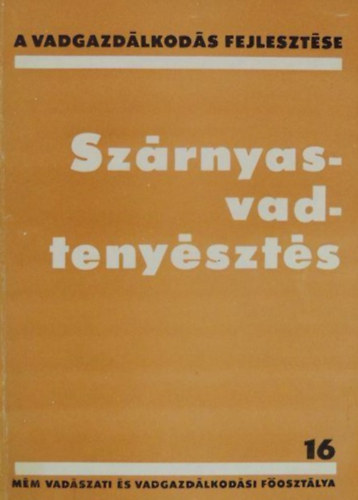 A VADGAZDÁLKODÁS FEJLESZTÉSE
Szárnyas-
vad-
tenyésztés
16
MÉM VADÁSZATI ÉS VADGAZDÁLKODÁSI FŐOSZTÁLYA